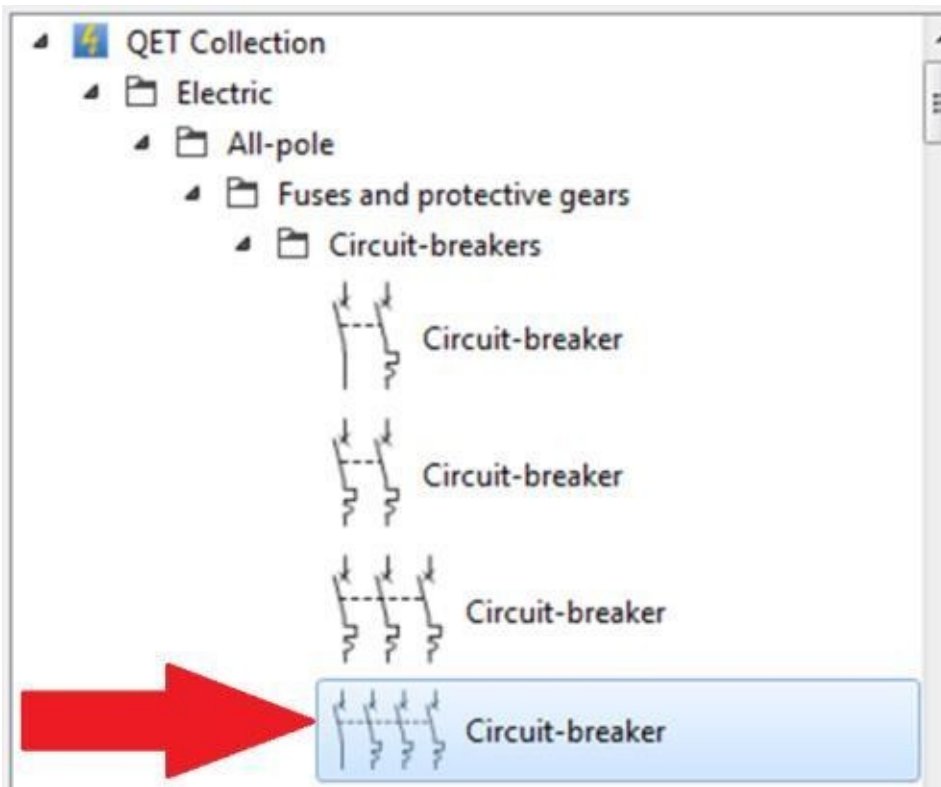 QET Collection
Electric
All-pole
Fuses and protective gears
Circuit-breakers
Circuit-breaker
Circuit-breaker
Circuit-breaker
Circuit-breaker